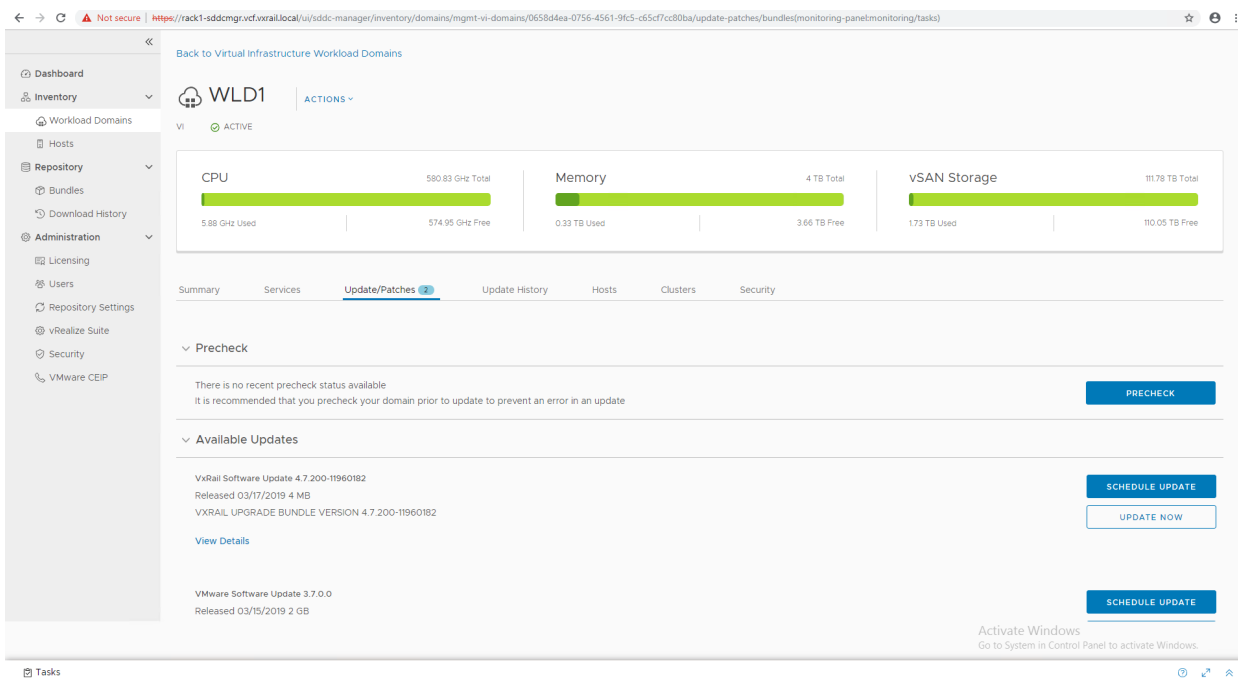 Not secure | https://rack1-sddcmgr.vcf.vxrail.local/ui/sddc-manager/inventory/domains/mgmt-vi-domains/0658d4ea-0756-4561-9fc5-c65cf7cc80ba/update-patches/bundles(monitoring-panel:monitoring/tasks)
Dashboard
Inventory
Workload Domains
Hosts
Repository
Bundles
Download History
Administration
Licensing
Users
Repository Settings
vRealize Suite
Security
VMware CEIP
Back to Virtual Infrastructure Workload Domains
WLD1 ACTIONS
VI ACTIVE
CPU 580.83 GHz Total
5.88 GHz Used 574.95 GHz Free
Memory 4 TB Total
0.33 TB Used 3.66 TB Free
vSAN Storage 111.78 TB Total
1.73 TB Used 110.05 TB Free
Summary Services Update/Patches 2 Update History Hosts Clusters Security
Precheck
There is no recent precheck status available
It is recommended that you precheck your domain prior to update to prevent an error in an update
PRECHECK
Available Updates
VxRail Software Update 4.7.200-11960182
Released 03/17/2019 4 MB
VXRAIL UPGRADE BUNDLE VERSION 4.7.200-11960182
View Details
SCHEDULE UPDATE
UPDATE NOW
VMware Software Update 3.7.0.0
Released 03/15/2019 2 GB
SCHEDULE UPDATE
Activate Windows
Go to System in Control Panel to activate Windows.
Tasks